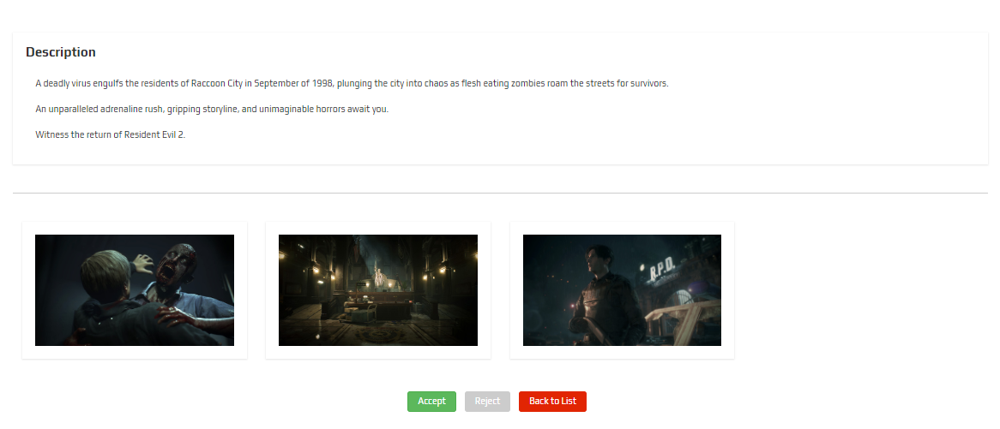 Description
A deadly virus engulfs the residents of Raccoon City in September of 1998, plunging the city into chaos as flesh eating zombies roam the streets for survivors.
An unparalleled adrenaline rush, gripping storyline, and unimaginable horrors await you.
Witness the return of Resident Evil 2.
R.P.D.
Accept
Reject
Back to List